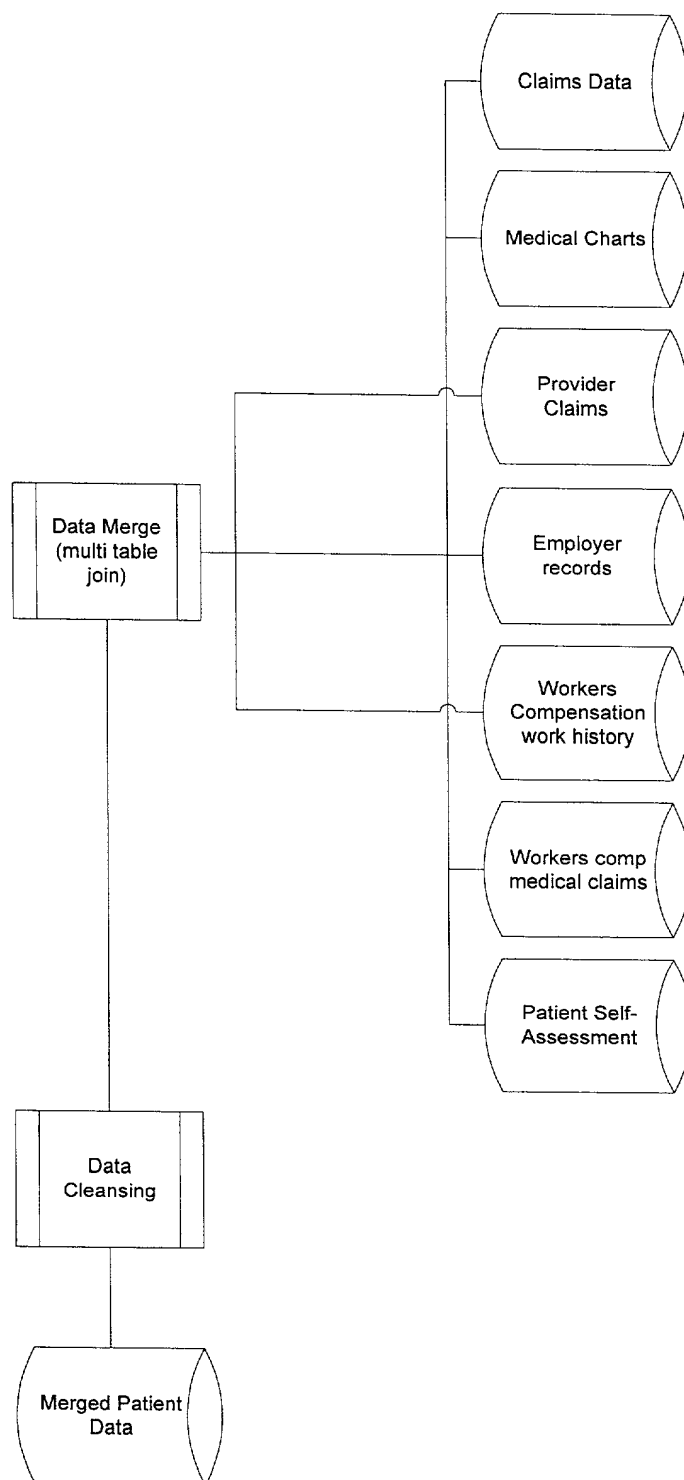 Claims Data
Medical Charts
Provider
Claims
Data Merge
(multi table
join)
Employer
records
Workers
Compensation
work history
Workers comp
medical claims
Patient Self-
Assessment
Data
Cleansing
Merged Patient
Data